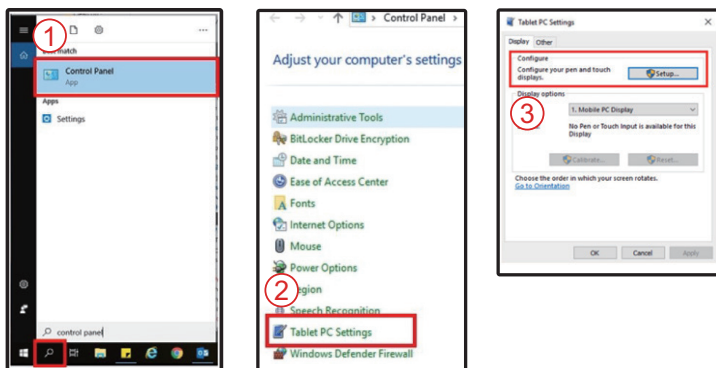 1
Best match
Control Panel
App
Apps
Settings
control panel
2
Control Panel
Adjust your computer's settings
Administrative Tools
BitLocker Drive Encryption
Date and Time
Ease of Access Center
Fonts
Internet Options
Mouse
Power Options
Region
Speech Recognition
Tablet PC Settings
Windows Defender Firewall
3
Tablet PC Settings
Display Other
Configure
Configure your pen and touch
displays.
Setup...
Display options
1. Mobile PC Display
No Pen or Touch Input is available for this
Display
Calibrate... Reset...
Choose the order in which your screen rotates.
Go to Orientation
OK Cancel Apply